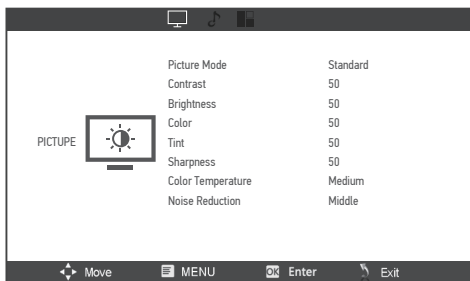 Picture Mode Standard
Contrast 50
Brightness 50
Color 50
PICTUPE
Tint 50
Sharpness 50
Color Temperature Medium
Noise Reduction Middle
Move MENU OK Enter Exit